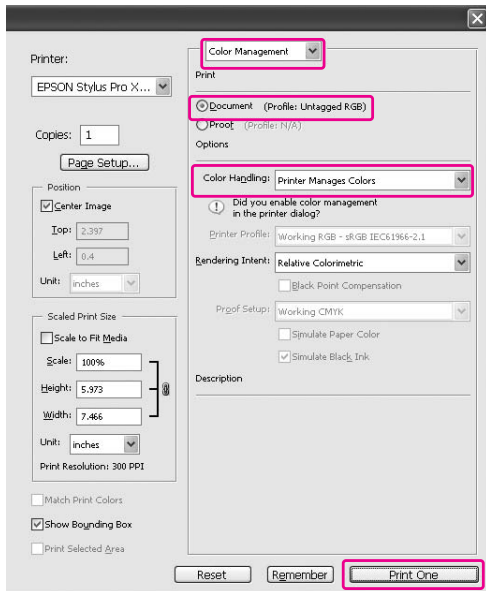 Printer:
EPSON Stylus Pro X...
Copies: 1
Page Setup...
Position
Center Image
Top: 2.397
Left: 0.4
Unit: inches
Scaled Print Size
Scale to Fit Media
Scale: 100%
Height: 5.973
Width: 7.466
Unit: inches
Print Resolution: 300 PPI
Match Print Colors
Show Bounding Box
Print Selected Area
Color Management
Print
Document (Profile: Untagged RGB)
Proof (Profile: N/A)
Options
Color Handling: Printer Manages Colors
Did you enable color management
in the printer dialog?
Printer Profile: Working RGB - sRGB IEC61966-2.1
Rendering Intent: Relative Colorimetric
Black Point Compensation
Proof Setup: Working CMYK
Simulate Paper Color
Simulate Black Ink
Description
Reset
Remember
Print One